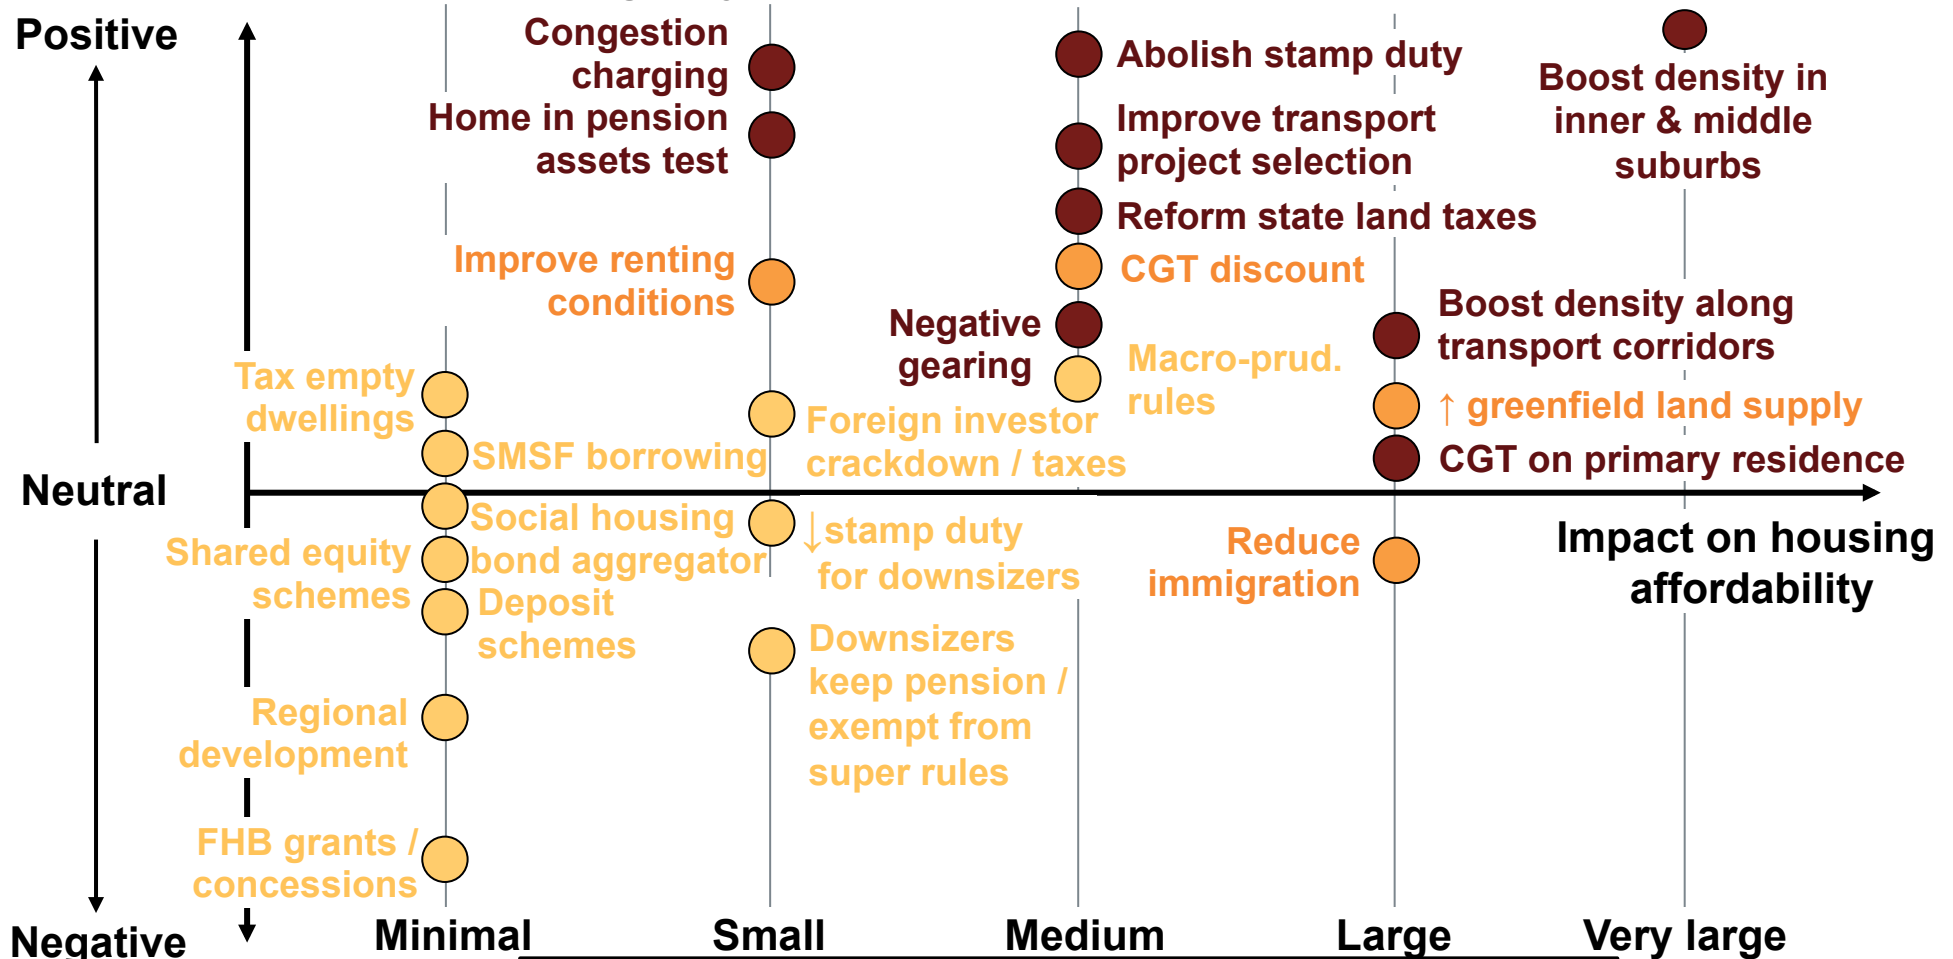 Positive
Congestion
charging
Home in pension
assets test
Abolish stamp duty
Improve transport
project selection
Reform state land taxes
Boost density in
inner & middle
suburbs
Improve renting
conditions
CGT discount
Negative
gearing
Macro-prud.
rules
Boost density along
transport corridors
↑ greenfield land supply
CGT on primary residence
Tax empty
dwellings
SMSF borrowing
Foreign investor
crackdown / taxes
Neutral
Social housing
bond aggregator
Shared equity
schemes
Deposit
schemes
↓stamp duty
for downsizers
Reduce
immigration
Impact on housing
affordability
Downsizers
keep pension /
exempt from
super rules
Regional
development
FHB grants /
concessions
Negative
Minimal
Small
Medium
Large
Very large